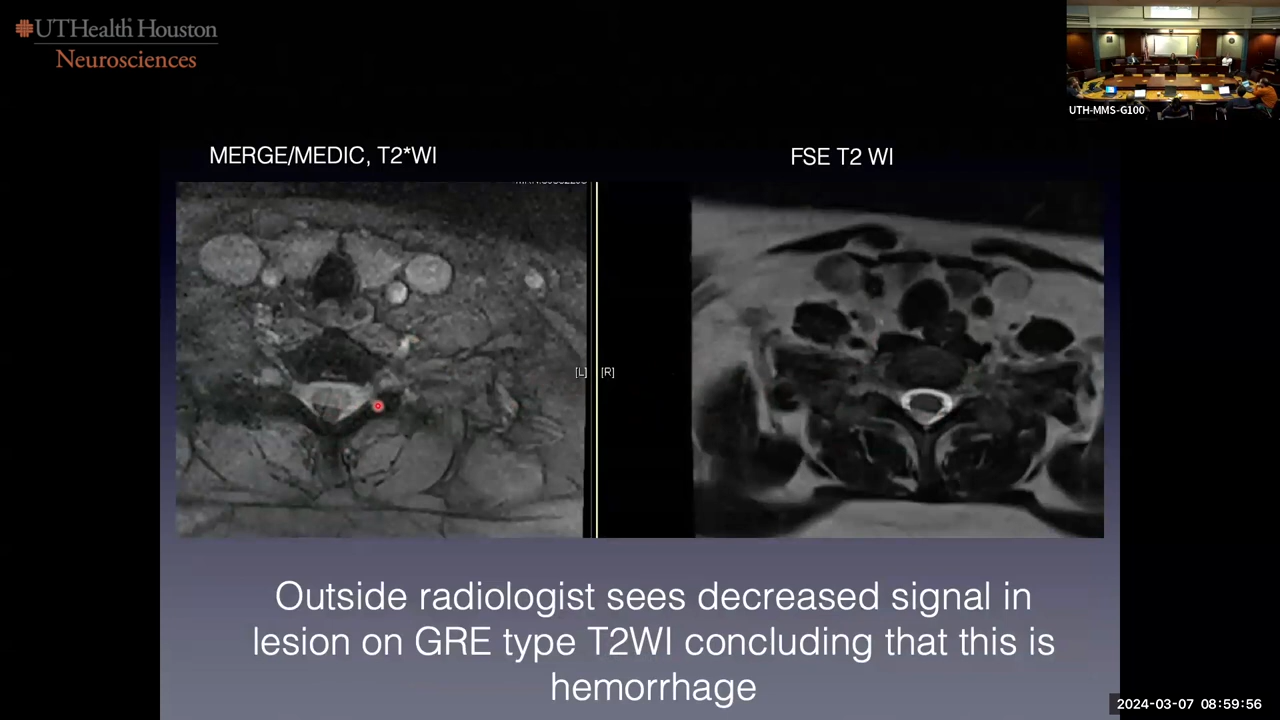 UTHealth Houston
Neurosciences
UTH-MMS-G100
MERGE/MEDIC, T2*WI
FSE T2 WI
[L]
[R]
Outside radiologist sees decreased signal in
lesion on GRE type T2WI concluding that this is
hemorrhage
2024-03-07 08:59:56